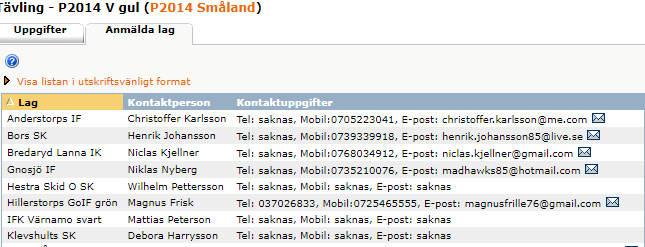 Tävling - P2014 V gul (P2014 Småland)
Uppgifter Anmälda lag
?
Visa listan i utskriftsvänligt format
Lag Kontaktperson Kontaktuppgifter
Anderstorps IF Christoffer Karlsson Tel: saknas, Mobil:0705223041, E-post: christoffer.karlsson@me.com
Bors SK Henrik Johansson Tel: saknas, Mobil:0739339918, E-post: henrik.johansson85@live.se
Bredaryd Lanna IK Niclas Kjellner Tel: saknas, Mobil:0768034912, E-post: niclas.kjellner@gmail.com
Gnosjö IF Niklas Nyberg Tel: saknas, Mobil:0735210076, E-post: madhawks85@hotmail.com
Hestra Skid O SK Wilhelm Pettersson Tel: saknas, Mobil: saknas, E-post: saknas
Hillerstorps GoIF grön Magnus Frisk Tel: 037026833, Mobil:0725465555, E-post: magnusfrille76@gmail.com
IFK Värnamo svart Mattias Peterson Tel: saknas, Mobil: saknas, E-post: saknas
Klevshults SK Debora Harrysson Tel: saknas, Mobil: saknas, E-post: saknas